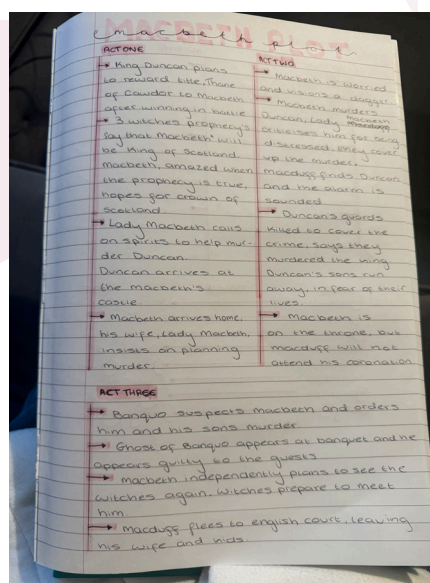 macbeth plot
ACT ONE
→ King Duncan plans
to reward title, Thane
of Cawdor to Macbeth
after winning in battle
→ 3 witches prophecy's
say that macbeth will
be King of Scotland.
macbeth, amazed when
the prophecy is true,
hopes for crown of
scotland.
→ Lady Macbeth calls
on spirits to help mur-
der Duncan.
Duncan arrives at
the macbeth's
castle.
→ Macbeth arrives home.
his wife, Lady Macbeth,
insists on planning
murder.
ACT TWO
→ Macbeth is worried
and visions a dagger.
→ Macbeth murders
Duncan, Lady Macbeth
criticises him for being
distressed, they cover
up the murder.
macduff finds Duncan
and the alarm is
sounded.
→ Duncan's guards
killed to cover the
crime, says they
murdered the king
Duncan's sons run
away, in fear of their
lives.
→ Macbeth is
on the throne, but
macduff will not
attend his coronation
ACT THREE
→ Banquo suspects macbeth and orders
him and his sons murder.
→ Ghost of Banquo appears at banquet and he
appears guilty to the guests
→ macbeth independently plans to see the
witches again. witches prepare to meet
him.
→ macduff flees to english court, leaving
his wife and kids.